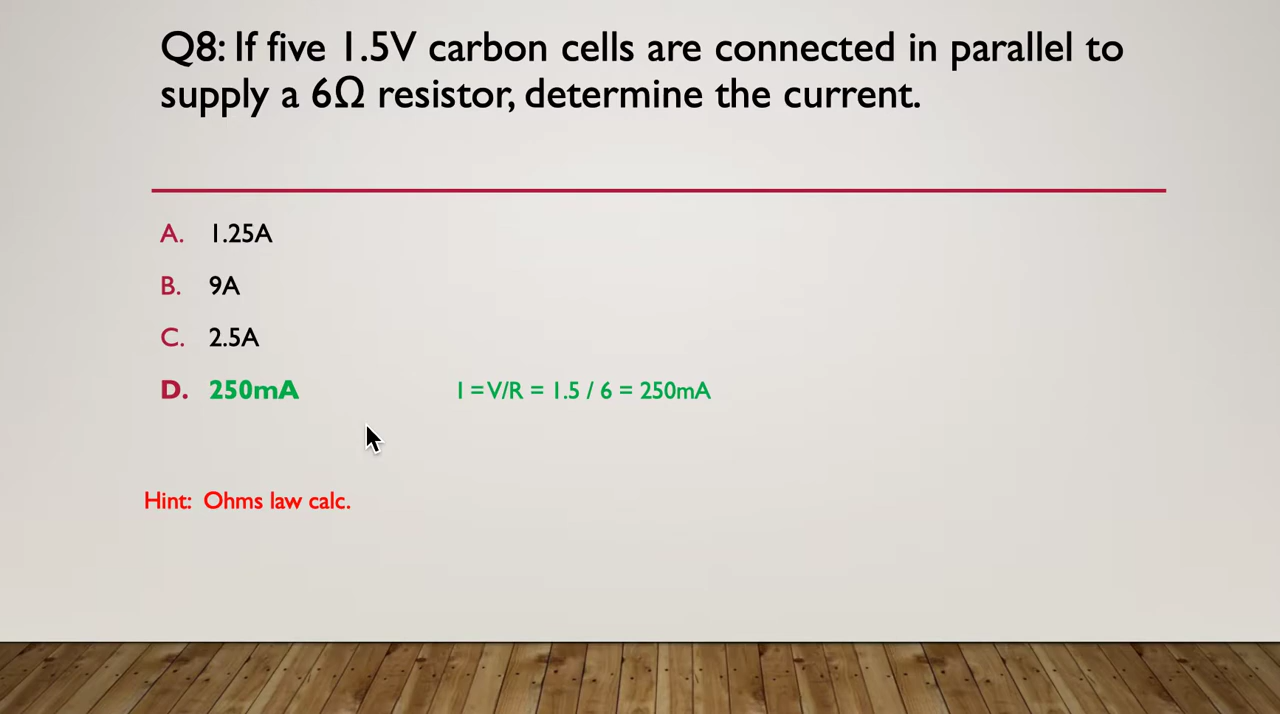 Q8: If five 1.5V carbon cells are connected in parallel to
supply a 6Ω resistor, determine the current.
A. 1.25A
B. 9A
C. 2.5A
D. 250mA I = V/R = 1.5 / 6 = 250mA
Hint: Ohms law calc.